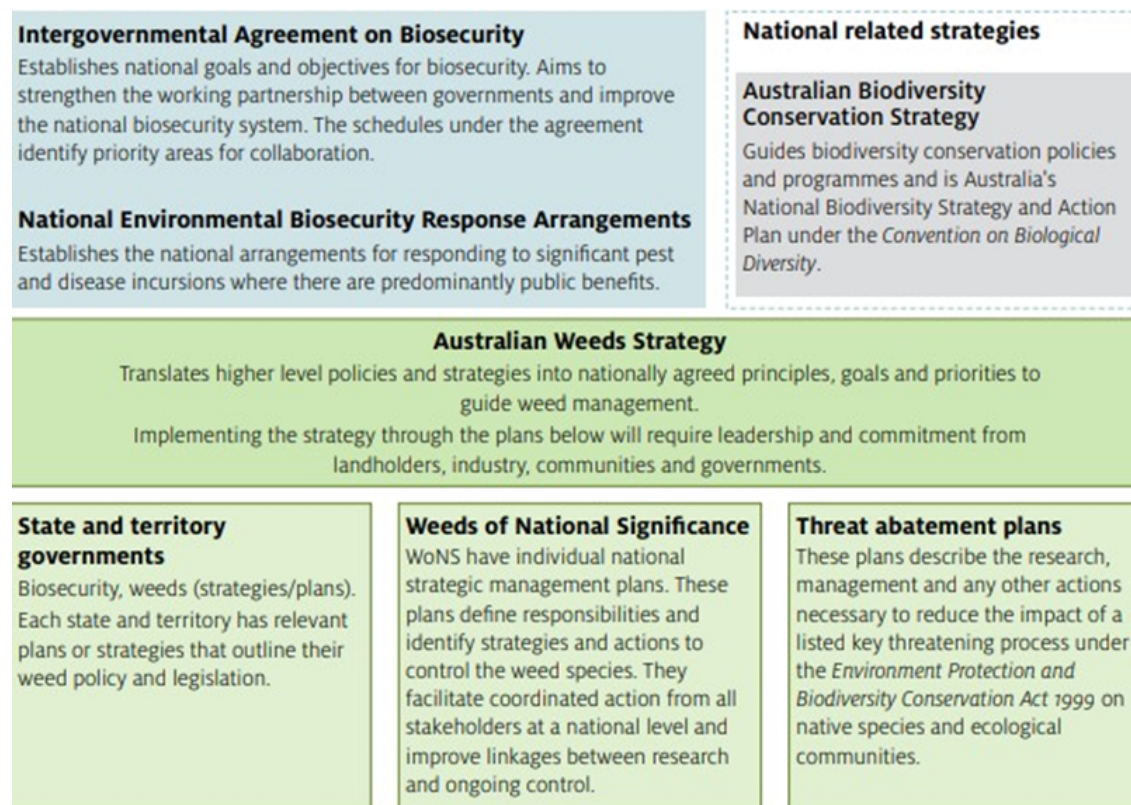 Intergovernmental Agreement on Biosecurity
Establishes national goals and objectives for biosecurity. Aims to
strengthen the working partnership between governments and improve
the national biosecurity system. The schedules under the agreement
identify priority areas for collaboration.
National Environmental Biosecurity Response Arrangements
Establishes the national arrangements for responding to significant pest
and disease incursions where there are predominantly public benefits.
National related strategies
Australian Biodiversity
Conservation Strategy
Guides biodiversity conservation policies
and programmes and is Australia's
National Biodiversity Strategy and Action
Plan under the Convention on Biological
Diversity.
Australian Weeds Strategy
Translates higher level policies and strategies into nationally agreed principles, goals and priorities to
guide weed management.
Implementing the strategy through the plans below will require leadership and commitment from
landholders, industry, communities and governments.
State and territory
governments
Biosecurity, weeds (strategies/plans).
Each state and territory has relevant
plans or strategies that outline their
weed policy and legislation.
Weeds of National Significance
WoNS have individual national
strategic management plans. These
plans define responsibilities and
identify strategies and actions to
control the weed species. They
facilitate coordinated action from all
stakeholders at a national level and
improve linkages between research
and ongoing control.
Threat abatement plans
These plans describe the research,
management and any other actions
necessary to reduce the impact of a
listed key threatening process under
the Environment Protection and
Biodiversity Conservation Act 1999 on
native species and ecological
communities.